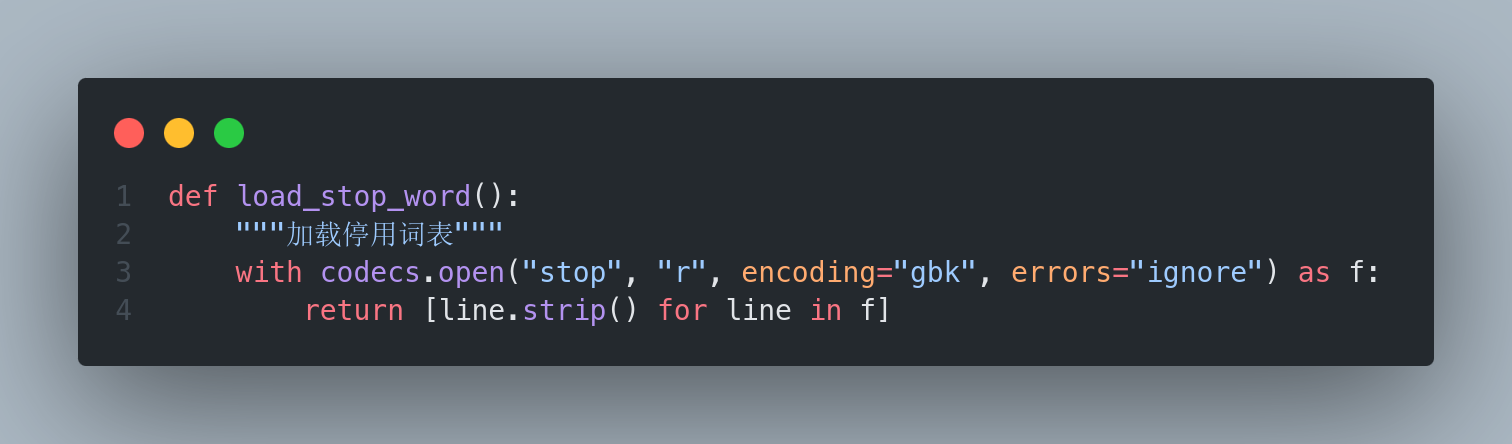 1 def load_stop_word():
2     """加载停用词表"""
3     with codecs.open("stop", "r", encoding="gbk", errors="ignore") as f:
4         return [line.strip() for line in f]